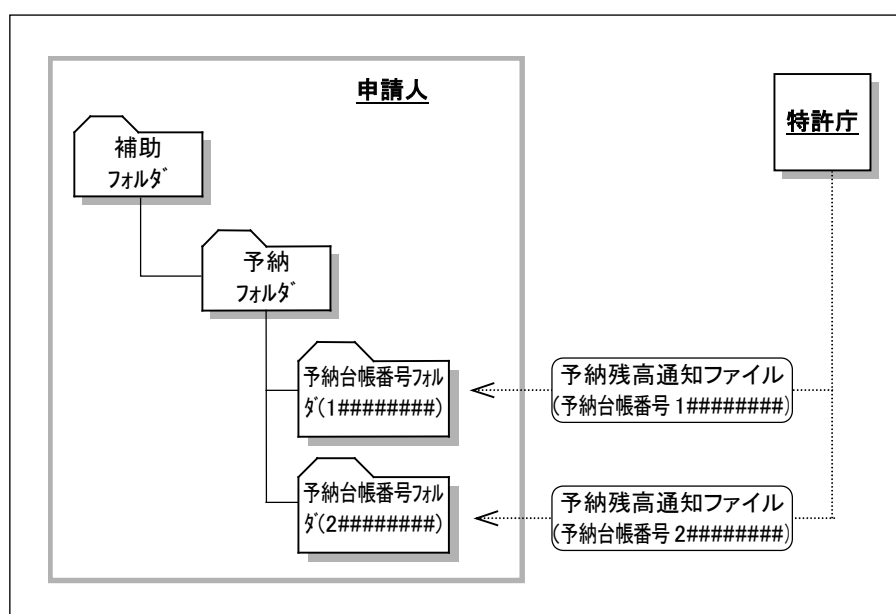 申請人
特許庁
補助
フォルダ
予納
フォルダ
予納台帳番号フォル
ダ(1########)
予納残高通知ファイル
(予納台帳番号 1########)
予納台帳番号フォル
ダ(2########)
予納残高通知ファイル
(予納台帳番号 2########)